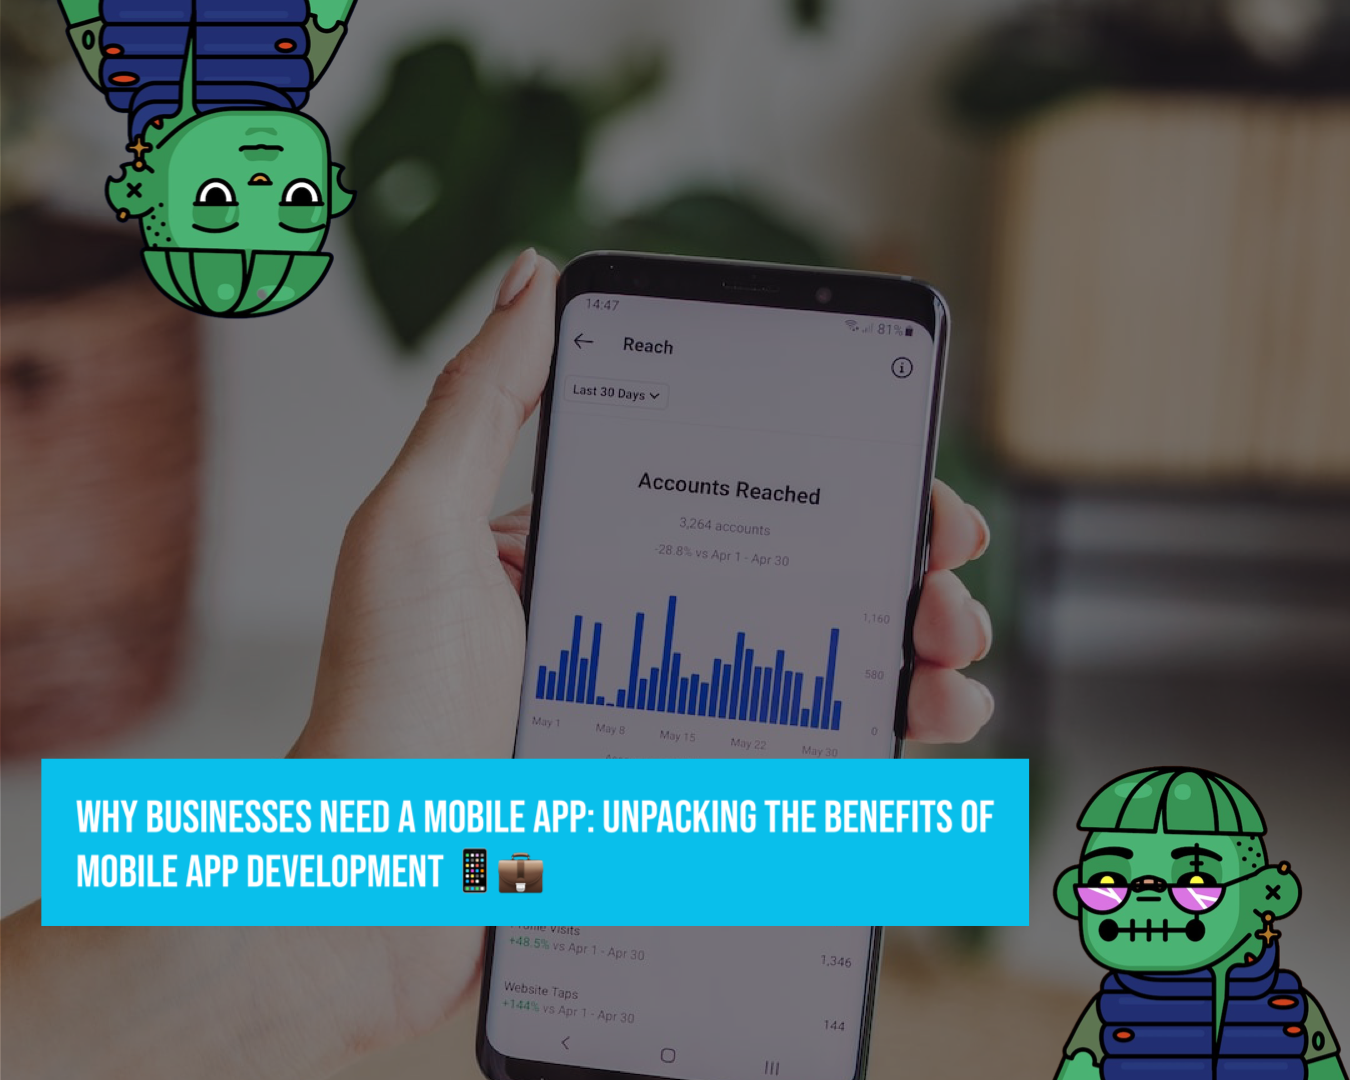 14:47
81%
Reach
Last 30 Days
Accounts Reached
3,264 accounts
-28.8% vs Apr 1 - Apr 30
1,160
580
0
May 1 May 8 May 15 May 22 May 30
WHY BUSINESSES NEED A MOBILE APP: UNPACKING THE BENEFITS OF
MOBILE APP DEVELOPMENT 📱💼
Visits
+48.5% vs Apr 1 - Apr 30
1,346
Website Taps
+144% vs Apr 1 - Apr 30
144